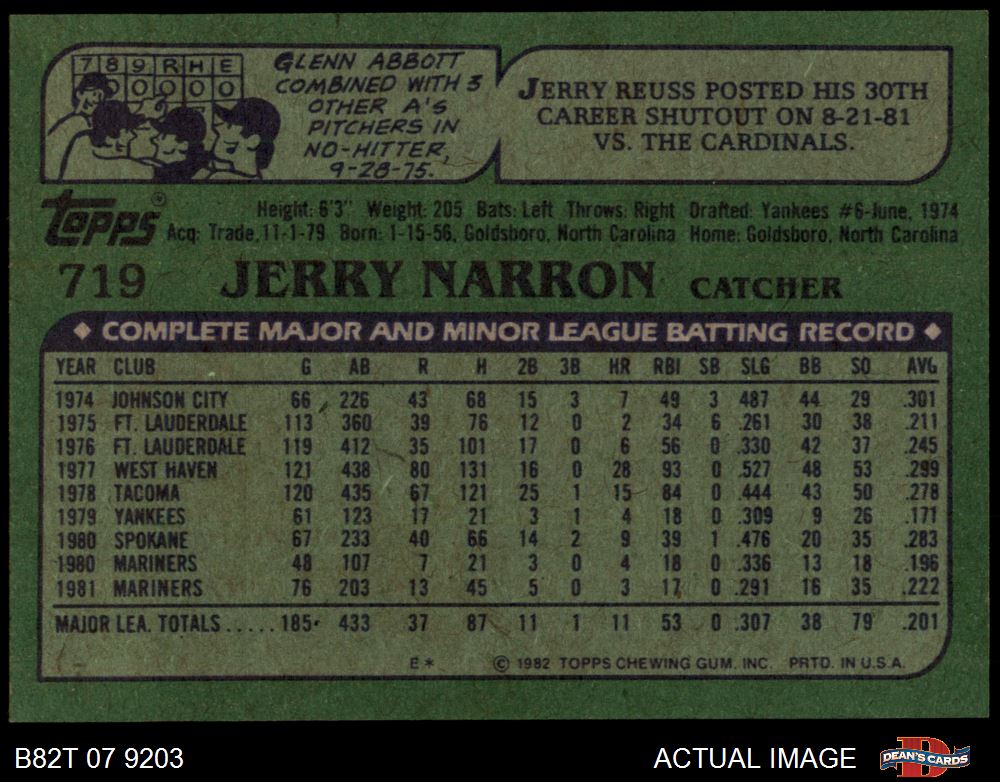 7 8 9 R H E
0 0 0 0 0
GLENN ABBOTT
COMBINED WITH 3
OTHER A'S
PITCHERS IN
NO-HITTER,
9-28-75.
JERRY REUSS POSTED HIS 30TH
CAREER SHUTOUT ON 8-21-81
VS. THE CARDINALS.
Topps®
Height: 6'3" Weight: 205 Bats: Left Throws: Right Drafted: Yankees #6-June, 1974
Acq: Trade, 11-1-79 Born: 1-15-56, Goldsboro, North Carolina Home: Goldsboro, North Carolina
719 JERRY NARRON CATCHER
◆ COMPLETE MAJOR AND MINOR LEAGUE BATTING RECORD ◆
YEAR CLUB G AB R H 2B 3B HR RBI SB SLG BB SO AVG
1974 JOHNSON CITY 66 226 43 68 15 3 7 49 3 .487 44 29 .301
1975 FT. LAUDERDALE 113 360 39 76 12 0 2 34 6 .261 30 38 .211
1976 FT. LAUDERDALE 119 412 35 101 17 0 6 56 0 .330 42 37 .245
1977 WEST HAVEN 121 438 80 131 16 0 28 93 0 .527 48 53 .299
1978 TACOMA 120 435 67 121 25 1 15 84 0 .444 43 50 .278
1979 YANKEES 61 123 17 21 3 1 4 18 0 .309 9 26 .171
1980 SPOKANE 67 233 40 66 14 2 9 39 1 .476 20 35 .283
1980 MARINERS 48 107 7 21 3 0 4 18 0 .336 13 18 .196
1981 MARINERS 76 203 13 45 5 0 3 17 0 .291 16 35 .222
MAJOR LEA. TOTALS..... 185 433 37 87 11 1 11 53 0 .307 38 79 .201
E* © 1982 TOPPS CHEWING GUM, INC. PRTD. IN U.S.A.
B82T 07 9203 ACTUAL IMAGE DEAN'S CARDS